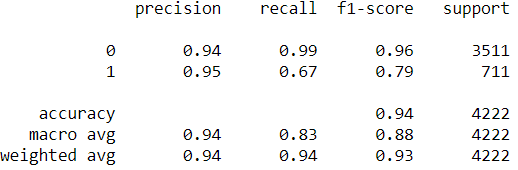 precision recall f1-score support
0 0.94 0.99 0.96 3511
1 0.95 0.67 0.79 711
accuracy 0.94 4222
macro avg 0.94 0.83 0.88 4222
weighted avg 0.94 0.94 0.93 4222